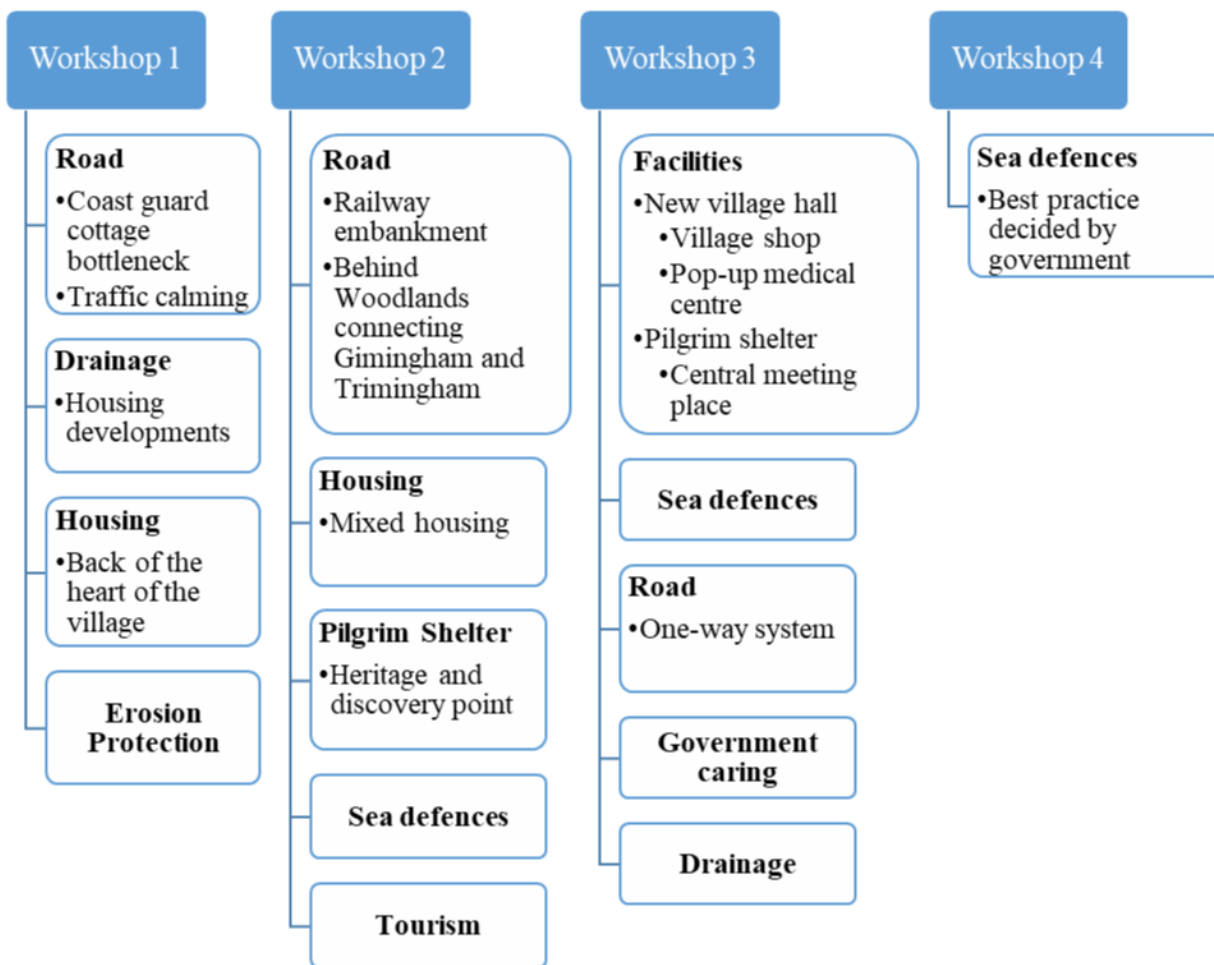 Workshop 1
Road
•Coast guard
cottage
bottleneck
•Traffic calming
Drainage
•Housing
developments
Housing
•Back of the
heart of the
village
Erosion
Protection
Workshop 2
Road
•Railway
embankment
•Behind
Woodlands
connecting
Gimingham and
Trimingham
Housing
•Mixed housing
Pilgrim Shelter
•Heritage and
discovery point
Sea defences
Tourism
Workshop 3
Facilities
•New village hall
•Village shop
•Pop-up medical
centre
•Pilgrim shelter
•Central meeting
place
Sea defences
Road
•One-way system
Government
caring
Drainage
Workshop 4
Sea defences
•Best practice
decided by
government